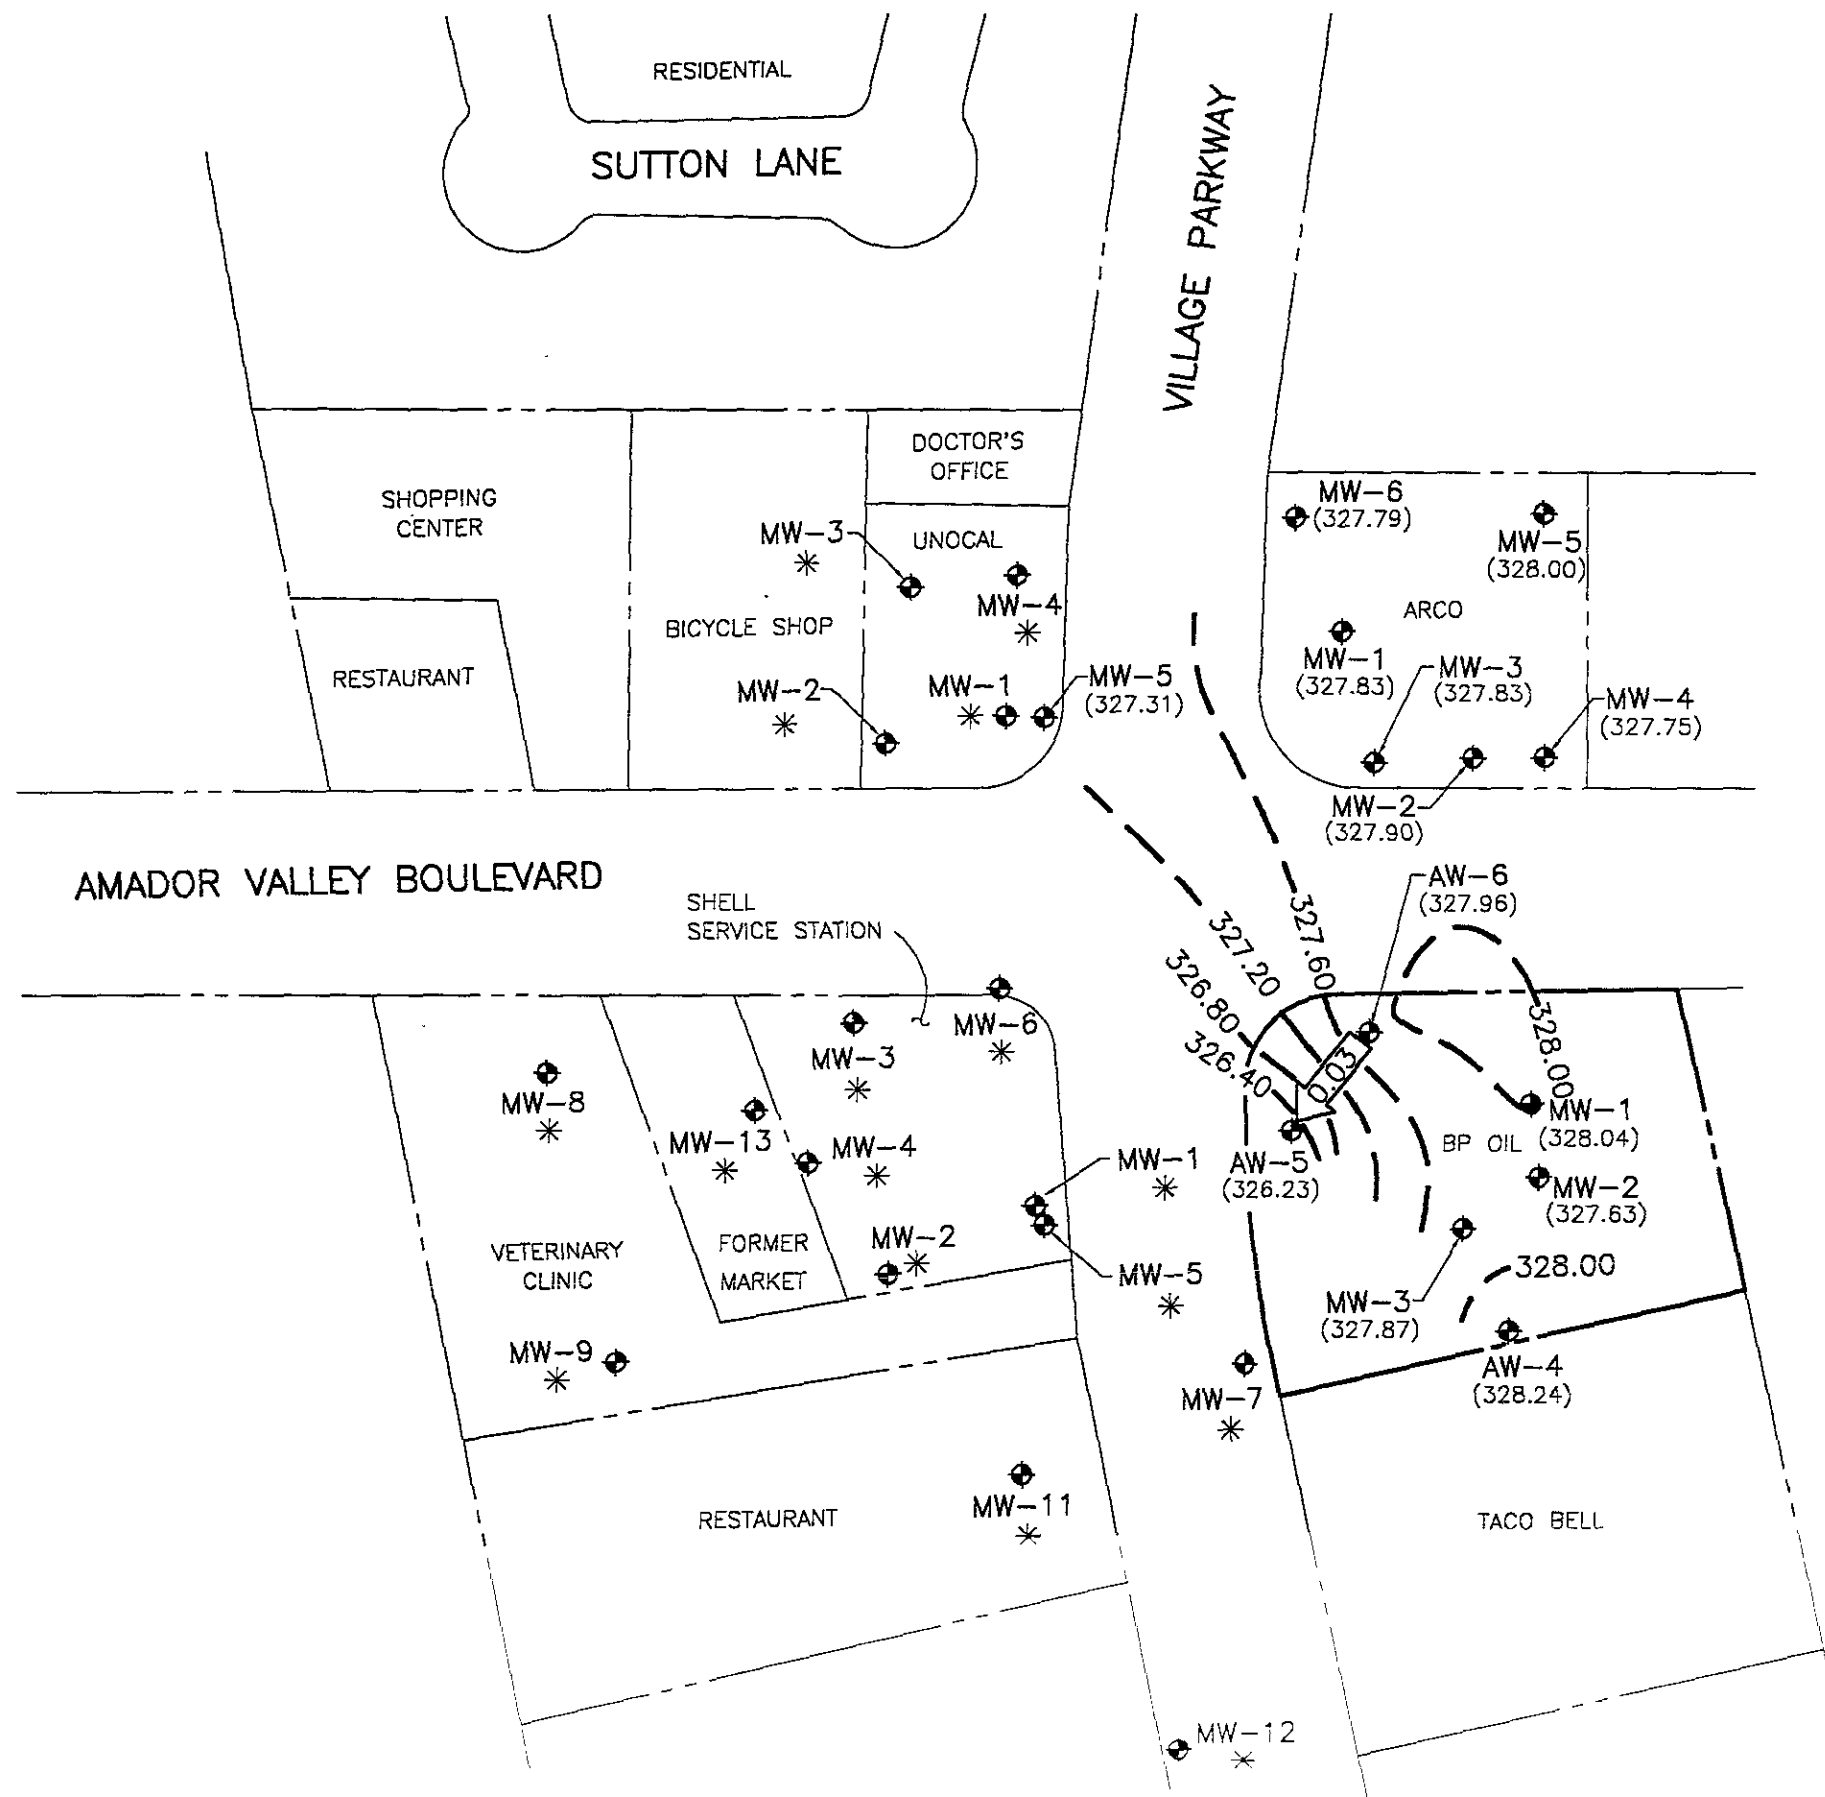 RESIDENTIAL
SUTTON LANE
VILLAGE PARKWAY
DOCTOR'S
OFFICE
SHOPPING
CENTER
MW-3
*
UNOCAL
MW-4
*
BICYCLE SHOP
RESTAURANT
MW-2
*
MW-1
*
MW-5
(327.31)
MW-6
(327.79)
MW-5
(328.00)
ARCO
MW-1
(327.83)
MW-3
(327.83)
MW-4
(327.75)
MW-2
(327.90)
AMADOR VALLEY BOULEVARD
SHELL
SERVICE STATION
AW-6
(327.96)
327.60
327.20
326.80
326.40
328.00
0.03
MW-6
*
MW-3
*
MW-8
*
MW-13
*
MW-4
*
MW-1
*
AW-5
(326.23)
BP OIL
MW-1
(328.04)
MW-2
(327.63)
VETERINARY
CLINIC
FORMER
MARKET
MW-2
*
MW-5
*
328.00
MW-3
(327.87)
MW-9
*
MW-7
*
AW-4
(328.24)
MW-11
*
RESTAURANT
TACO BELL
MW-12
*